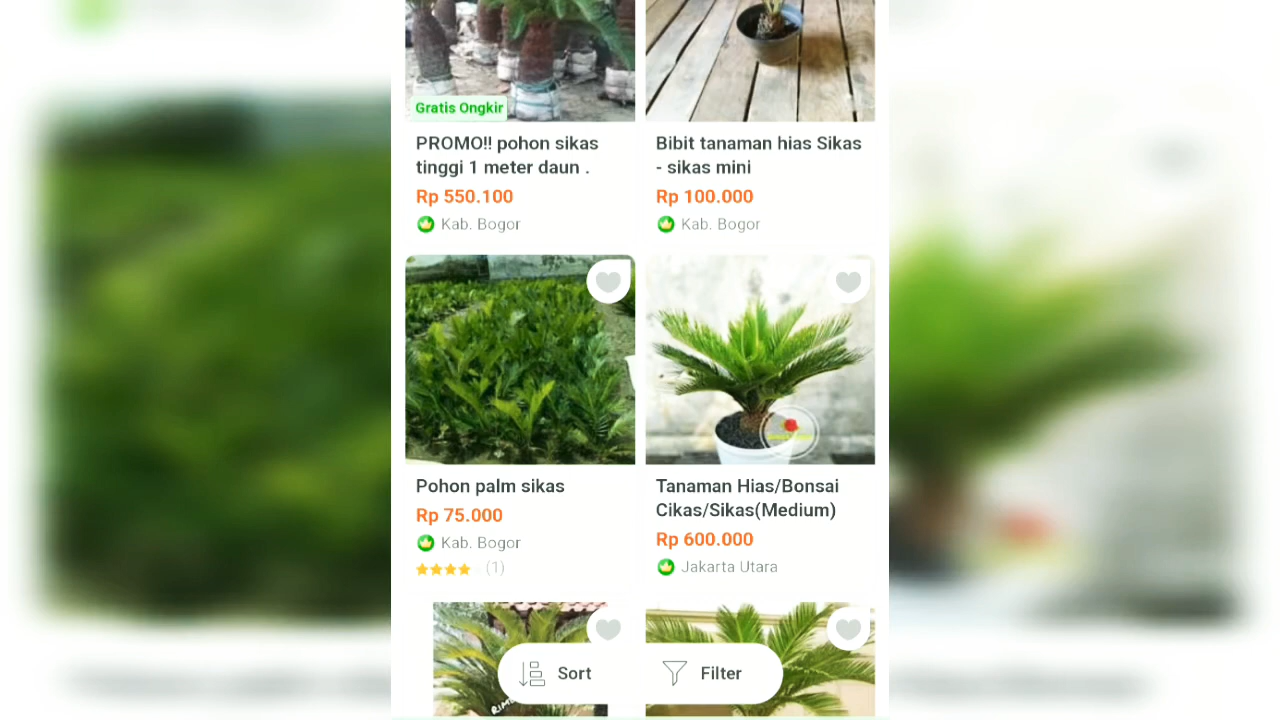 Gratis Ongkir
PROMO!! pohon sikas
tinggi 1 meter daun .
Rp 550.100
Kab. Bogor
Bibit tanaman hias Sikas
- sikas mini
Rp 100.000
Kab. Bogor
Pohon palm sikas
Rp 75.000
Kab. Bogor
(1)
Tanaman Hias/Bonsai
Cikas/Sikas(Medium)
Rp 600.000
Jakarta Utara
Sort
Filter